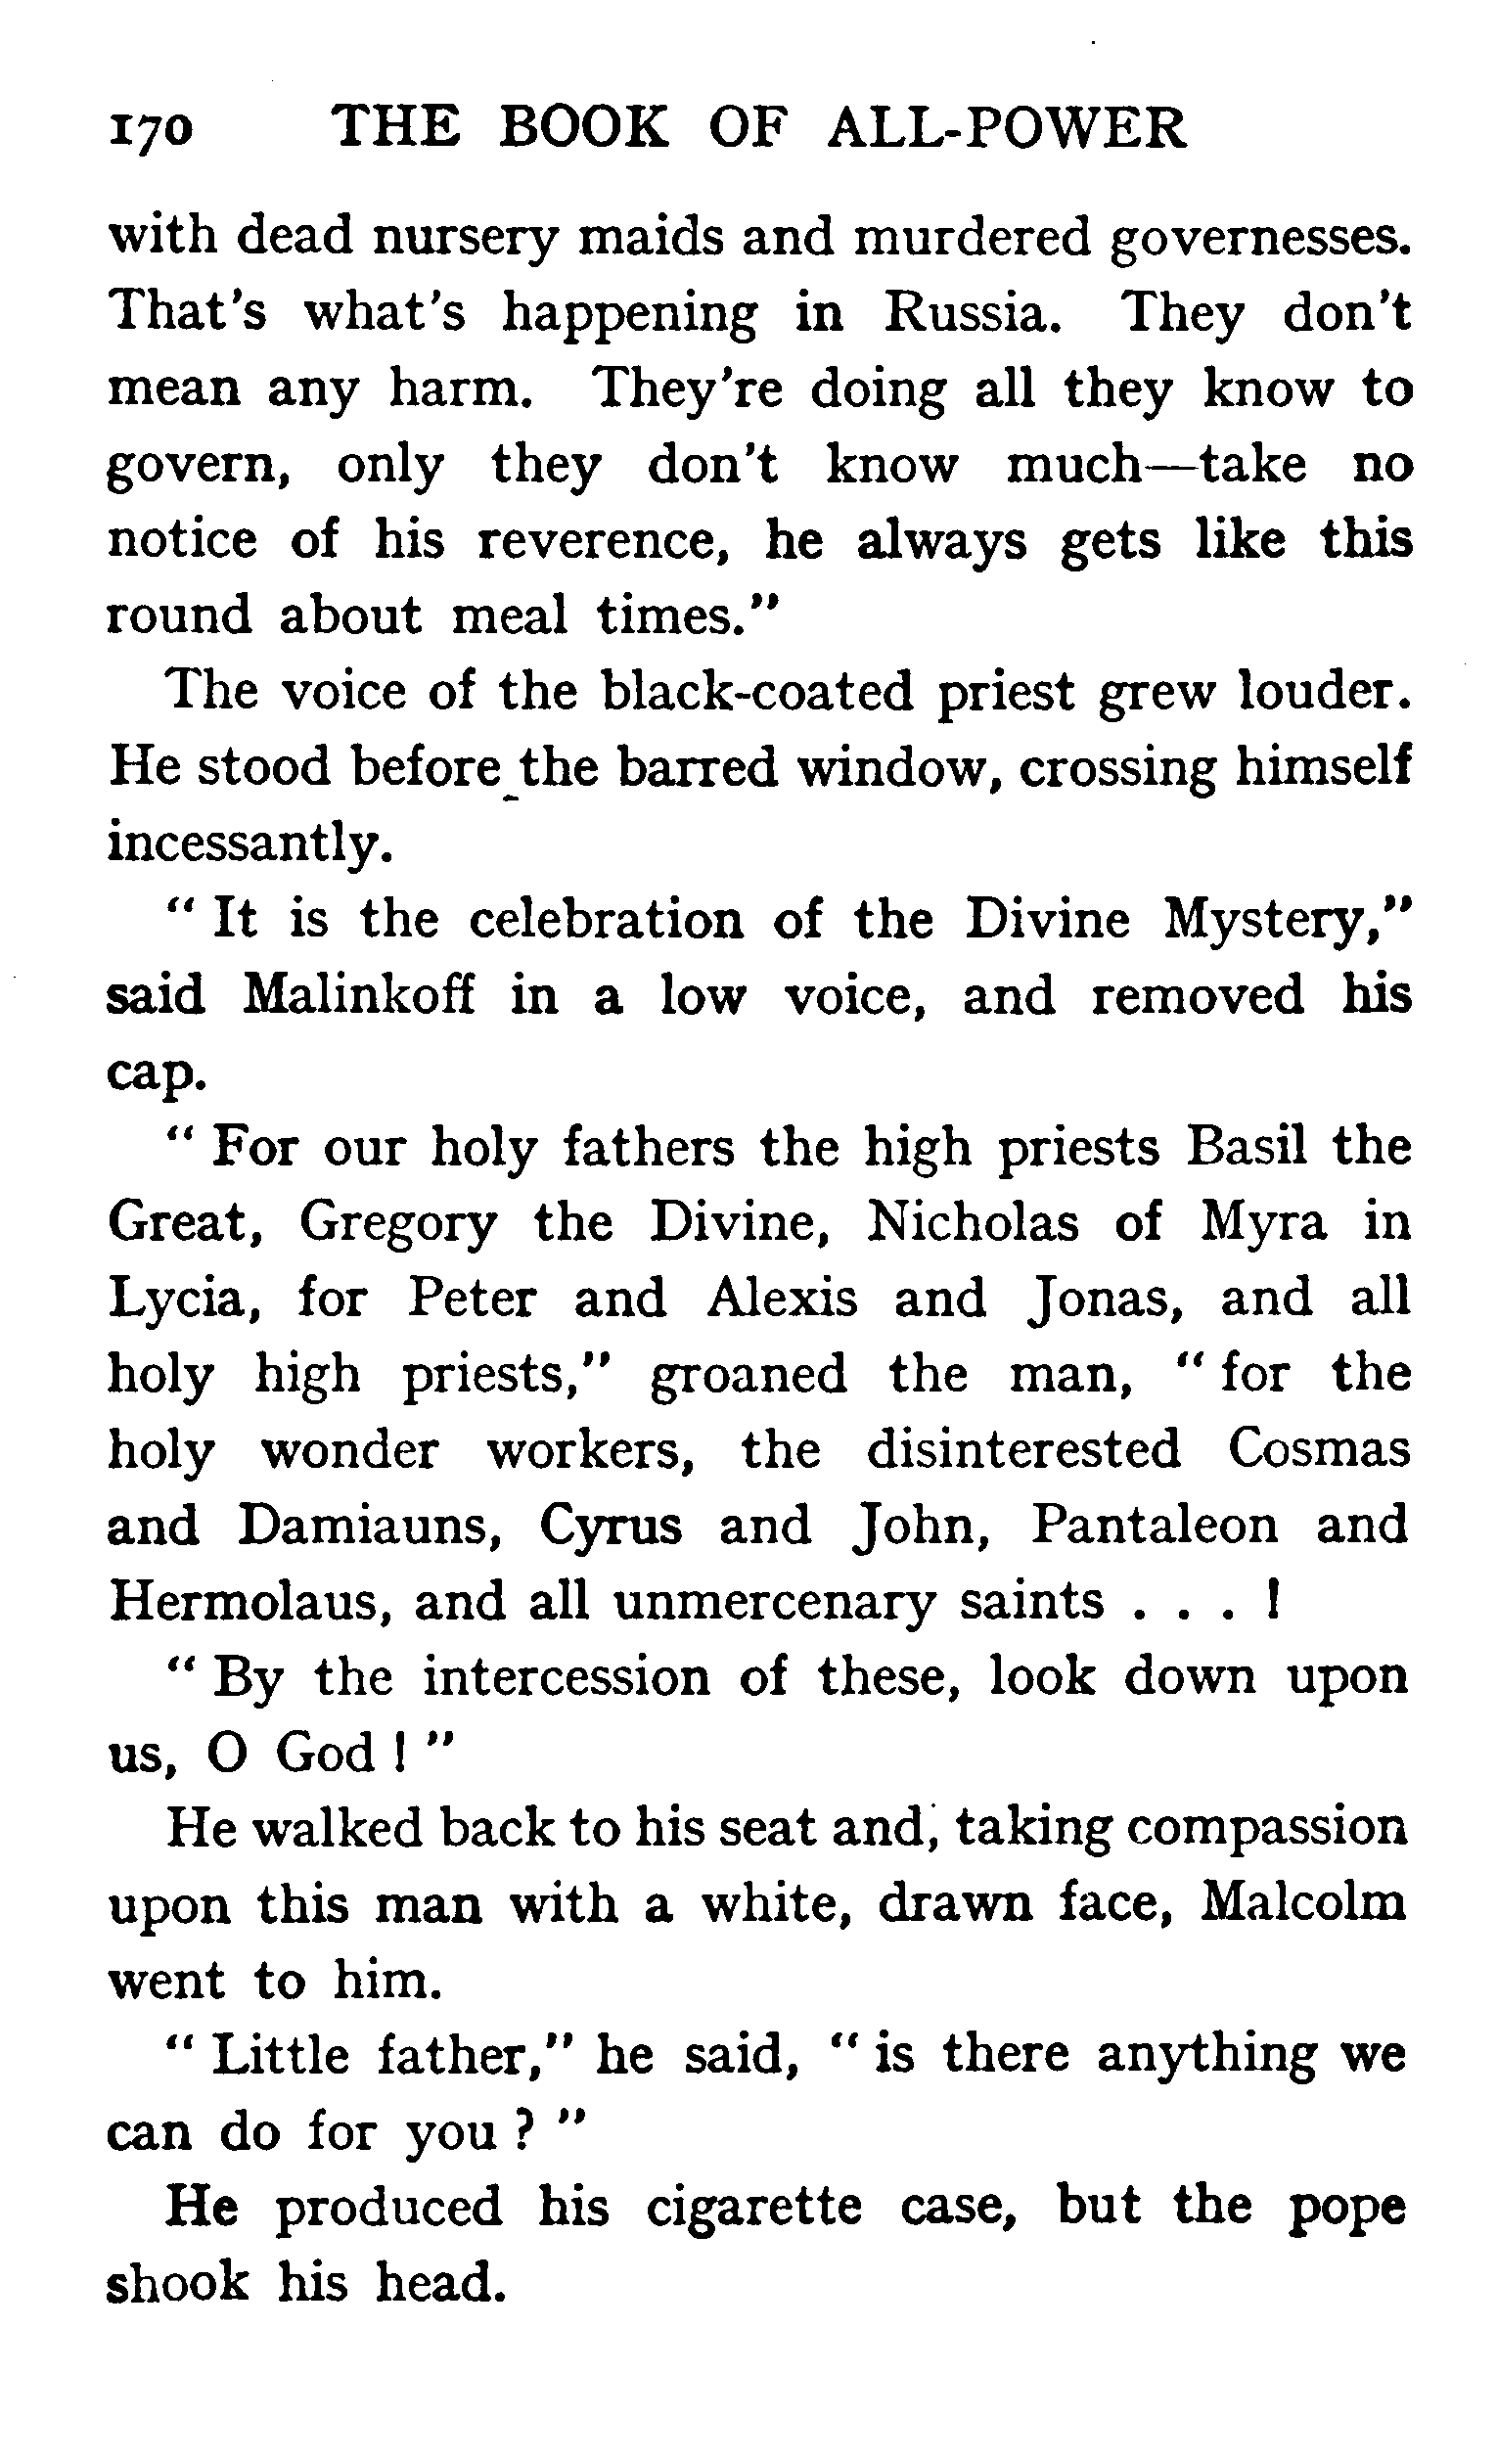 170 THE BOOK OF ALL-POWER
with dead nursery maids and murdered governesses.
That's what's happening in Russia. They don't
mean any harm. They're doing all they know to
govern, only they don't know much—take no
notice of his reverence, he always gets like this
round about meal times."
The voice of the black-coated priest grew louder.
He stood before the barred window, crossing himself
incessantly.
" It is the celebration of the Divine Mystery,"
said Malinkoff in a low voice, and removed his
cap.
" For our holy fathers the high priests Basil the
Great, Gregory the Divine, Nicholas of Myra in
Lycia, for Peter and Alexis and Jonas, and all
holy high priests," groaned the man, " for the
holy wonder workers, the disinterested Cosmas
and Damiauns, Cyrus and John, Pantaleon and
Hermolaus, and all unmercenary saints . . . !
" By the intercession of these, look down upon
us, O God ! "
He walked back to his seat and, taking compassion
upon this man with a white, drawn face, Malcolm
went to him.
" Little father," he said, " is there anything we
can do for you ? "
He produced his cigarette case, but the pope
shook his head.